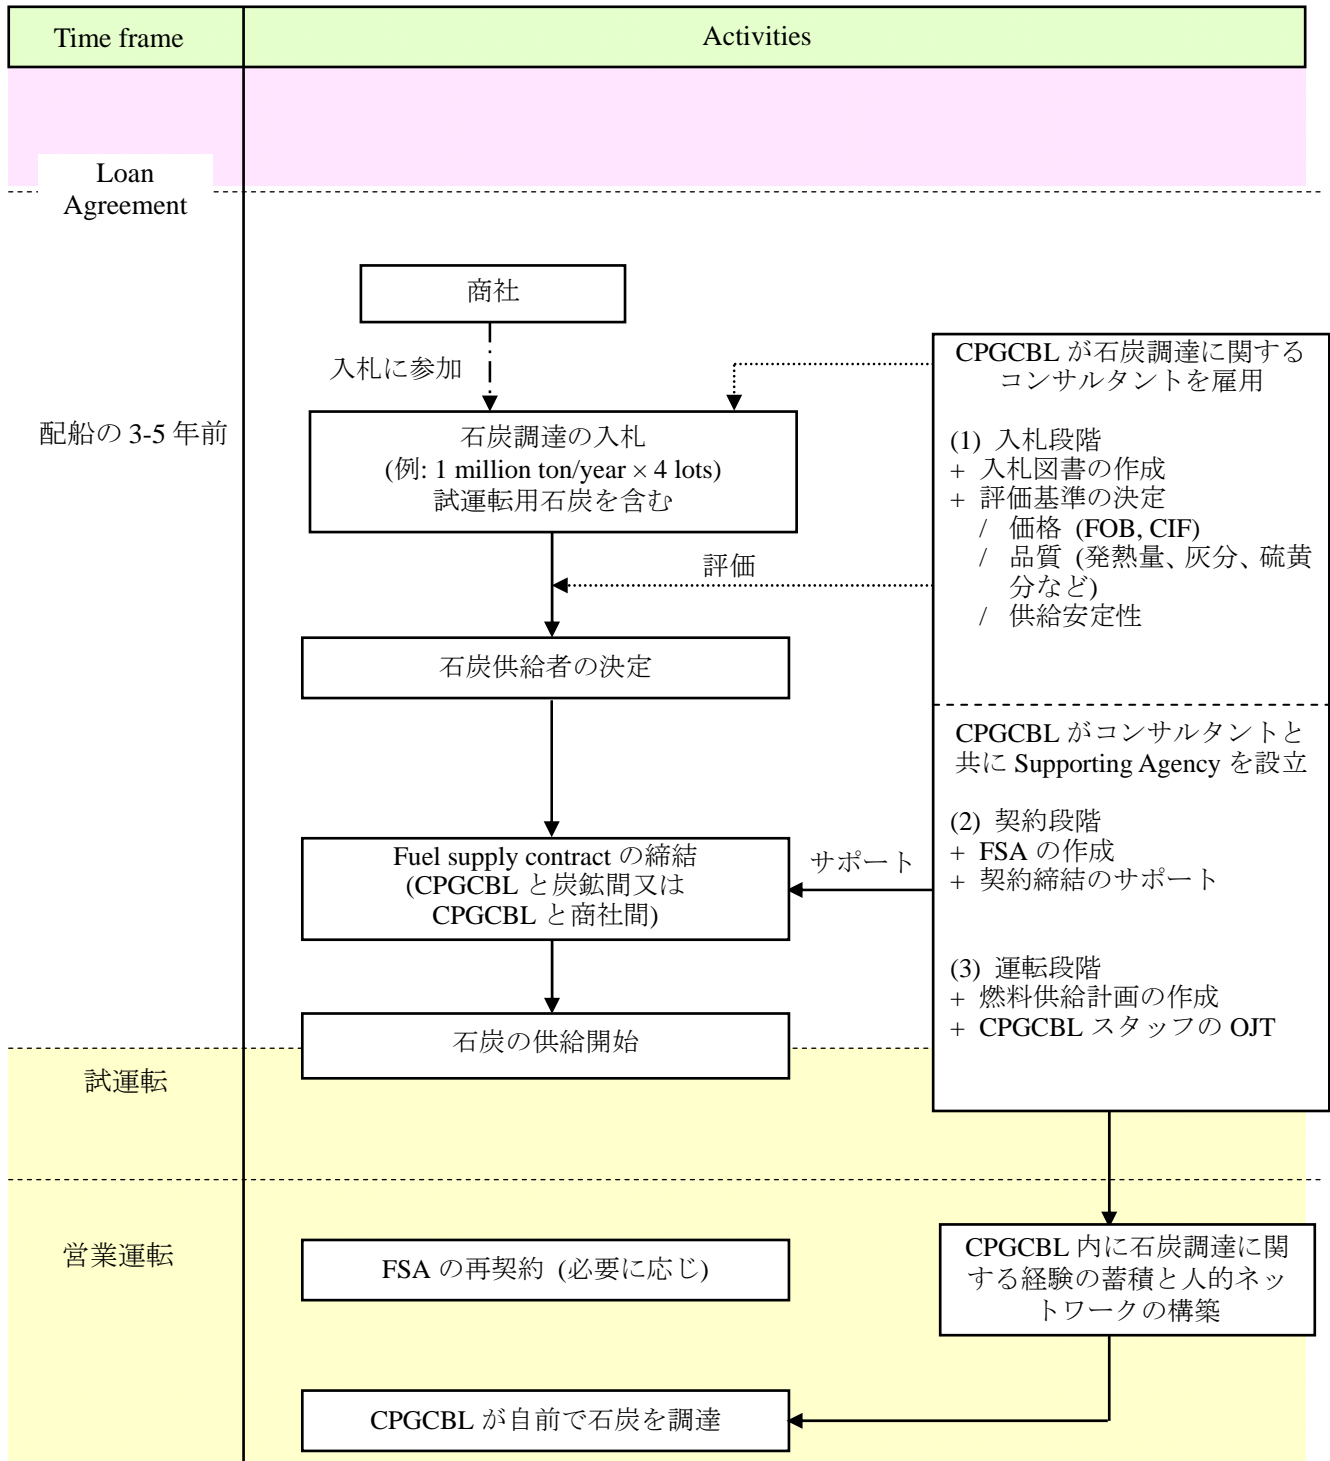 Time frame
Activities
Loan
Agreement
商社
入札に参加
配船の 3-5 年前
石炭調達の入札
(例: 1 million ton/year × 4 lots)
試運転用石炭を含む
評価
石炭供給者の決定
Fuel supply contract の締結
(CPGCBL と炭鉱間又は
CPGCBL と商社間)
サポート
石炭の供給開始
CPGCBL が石炭調達に関する
コンサルタントを雇用
(1) 入札段階
+ 入札図書の作成
+ 評価基準の決定
/ 価格 (FOB, CIF)
/ 品質 (発熱量、灰分、硫黄
分など)
/ 供給安定性
CPGCBL がコンサルタントと
共に Supporting Agency を設立
(2) 契約段階
+ FSA の作成
+ 契約締結のサポート
(3) 運転段階
+ 燃料供給計画の作成
+ CPGCBL スタッフの OJT
試運転
営業運転
FSA の再契約 (必要に応じ)
CPGCBL 内に石炭調達に関
する経験の蓄積と人的ネッ
トワークの構築
CPGCBL が自前で石炭を調達